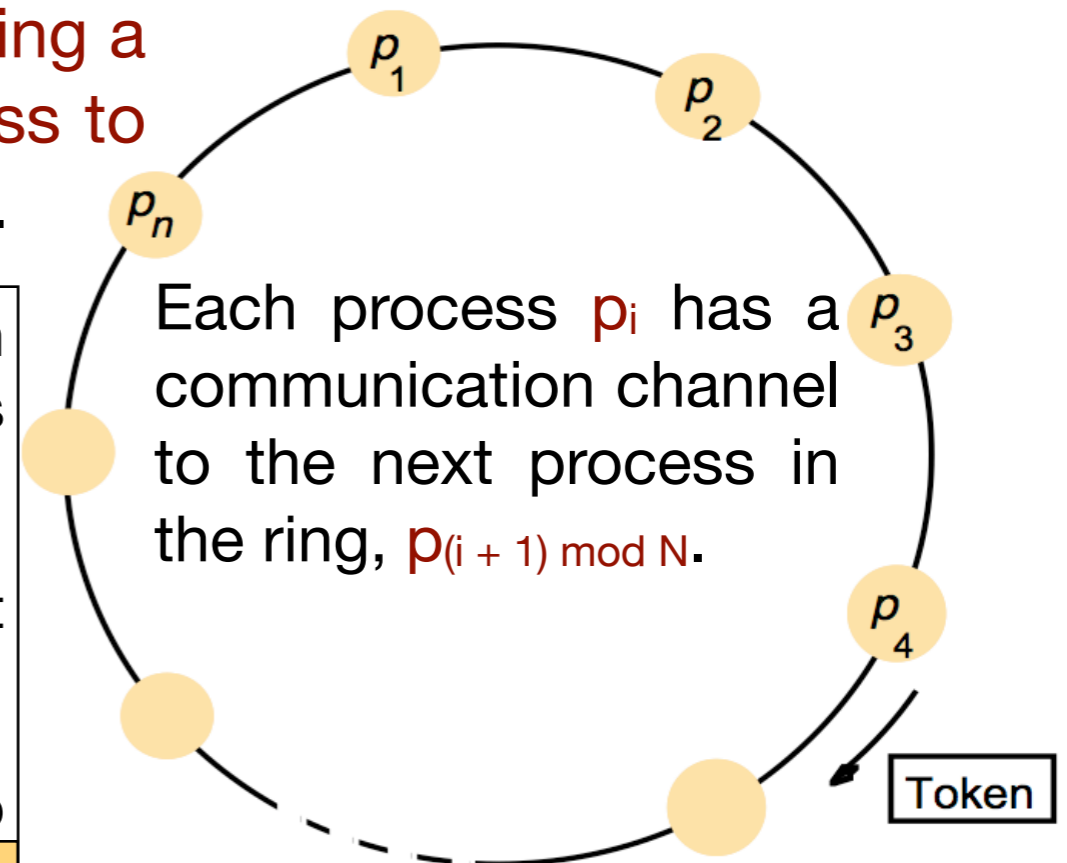 ing a
ss to
p1
p2
pn
Each process pi has a
communication channel
to the next process in
the ring, p(i + 1) mod N.
p3
p4
Token